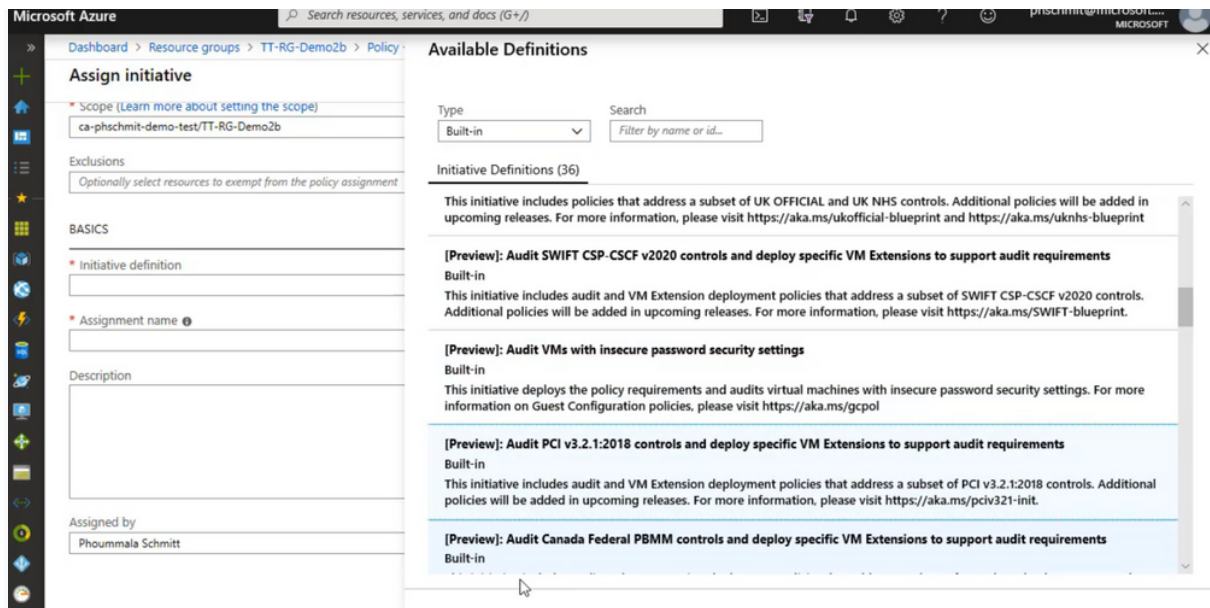 Microsoft Azure
Search resources, services, and docs (G+/)
MICROSOFT
Dashboard > Resource groups > TT-RG-Demo2b > Policy
Assign initiative
* Scope (Learn more about setting the scope)
ca-phschmit-demo-test/TT-RG-Demo2b
Exclusions
Optionally select resources to exempt from the policy assignment
BASICS
* Initiative definition
* Assignment name
Description
Assigned by
Phoummala Schmitt
Available Definitions
Type
Search
Built-in
Filter by name or id...
Initiative Definitions (36)
This initiative includes policies that address a subset of UK OFFICIAL and UK NHS controls. Additional policies will be added in
upcoming releases. For more information, please visit https://aka.ms/ukofficial-blueprint and https://aka.ms/uknhs-blueprint
[Preview]: Audit SWIFT CSP-CSCF v2020 controls and deploy specific VM Extensions to support audit requirements
Built-in
This initiative includes audit and VM Extension deployment policies that address a subset of SWIFT CSP-CSCF v2020 controls.
Additional policies will be added in upcoming releases. For more information, please visit https://aka.ms/SWIFT-blueprint.
[Preview]: Audit VMs with insecure password security settings
Built-in
This initiative deploys the policy requirements and audits virtual machines with insecure password security settings. For more
information on Guest Configuration policies, please visit https://aka.ms/gcpol
[Preview]: Audit PCI v3.2.1:2018 controls and deploy specific VM Extensions to support audit requirements
Built-in
This initiative includes audit and VM Extension deployment policies that address a subset of PCI v3.2.1:2018 controls. Additional
policies will be added in upcoming releases. For more information, please visit https://aka.ms/pciv321-init.
[Preview]: Audit Canada Federal PBMM controls and deploy specific VM Extensions to support audit requirements
Built-in